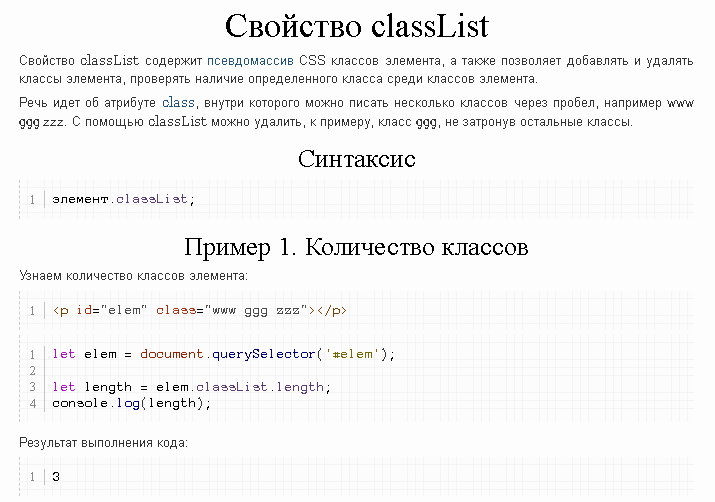 Свойство classList
Свойство classList содержит псевдомассив CSS классов элемента, а также позволяет добавлять и удалять
классы элемента, проверять наличие определенного класса среди классов элемента.
Речь идет об атрибуте class, внутри которого можно писать несколько классов через пробел, например www
ggg zzz. С помощью classList можно удалить, к примеру, класс ggg, не затронув остальные классы.
Синтаксис
1 элемент.classList;
Пример 1. Количество классов
Узнаем количество классов элемента:
1 <p id="elem" class="www ggg zzz"></p>
1 let elem = document.querySelector('#elem');
2
3 let length = elem.classList.length;
4 console.log(length);
Результат выполнения кода:
1 3